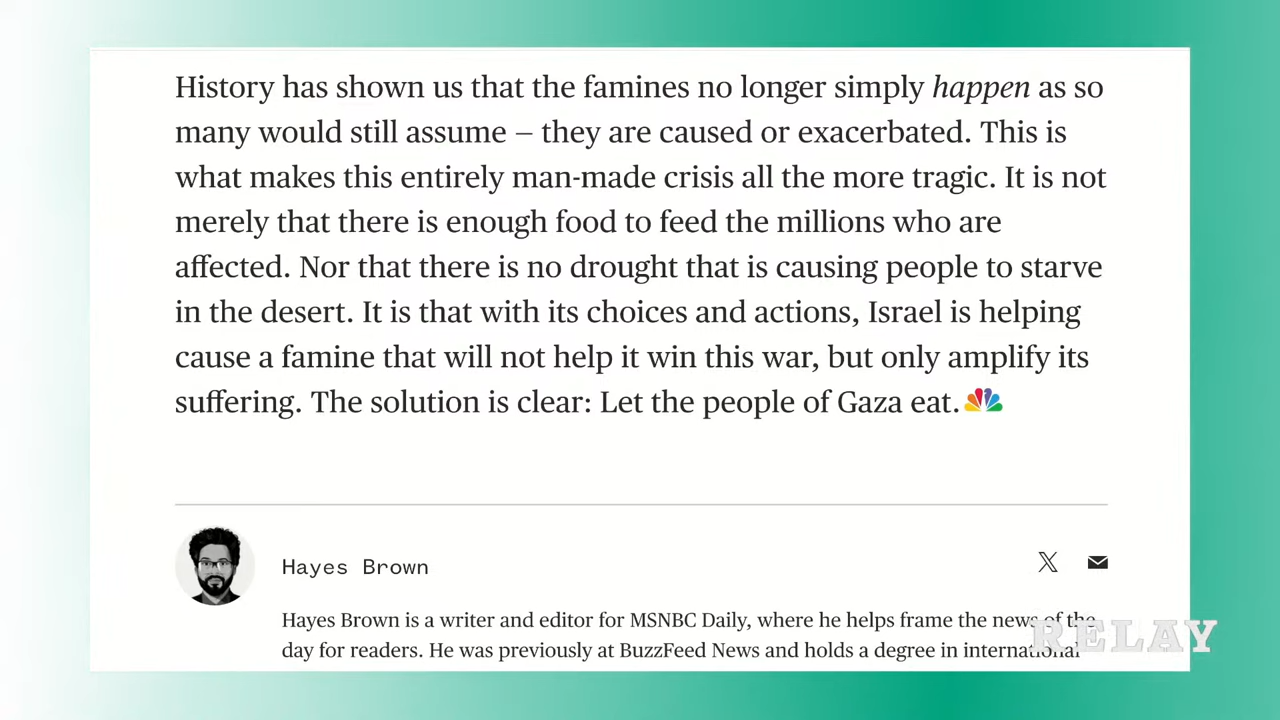 History has shown us that the famines no longer simply happen as so
many would still assume – they are caused or exacerbated. This is
what makes this entirely man-made crisis all the more tragic. It is not
merely that there is enough food to feed the millions who are
affected. Nor that there is no drought that is causing people to starve
in the desert. It is that with its choices and actions, Israel is helping
cause a famine that will not help it win this war, but only amplify its
suffering. The solution is clear: Let the people of Gaza eat.
Hayes Brown
Hayes Brown is a writer and editor for MSNBC Daily, where he helps frame the news of the
day for readers. He was previously at BuzzFeed News and holds a degree in international
RELAY